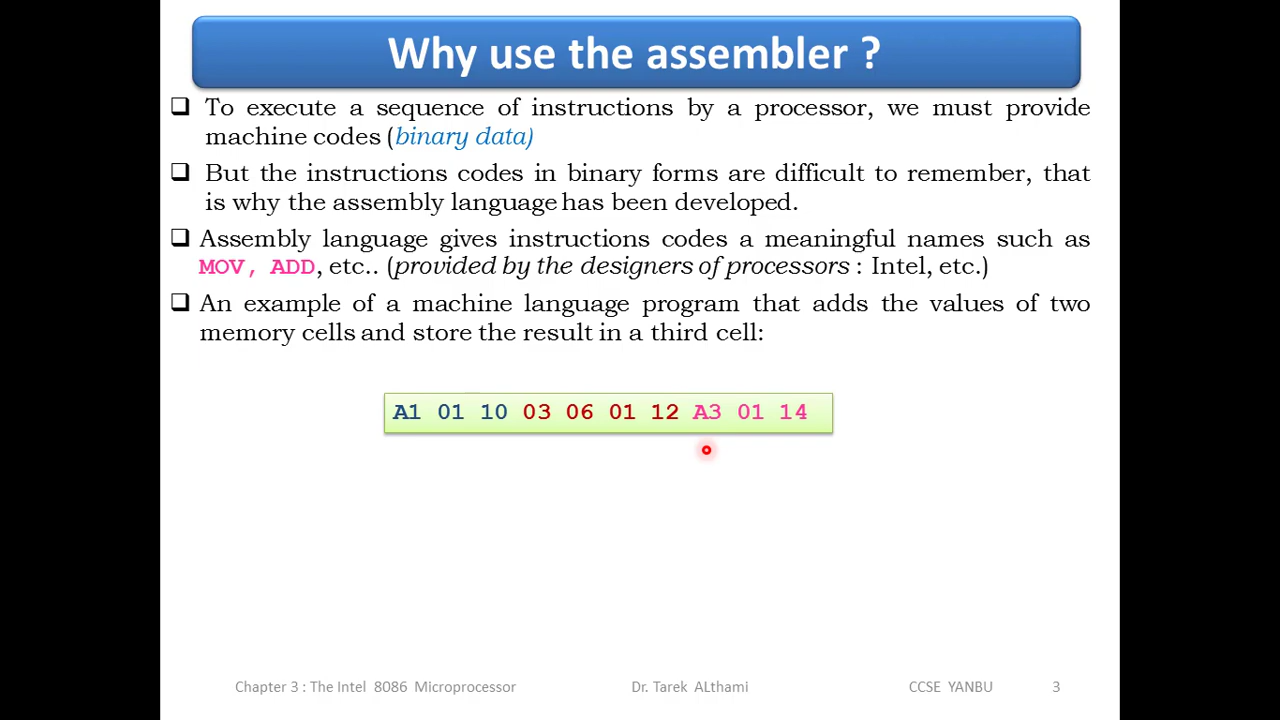 Why use the assembler ?
❑ To execute a sequence of instructions by a processor, we must provide
machine codes (binary data)
❑ But the instructions codes in binary forms are difficult to remember, that
is why the assembly language has been developed.
❑ Assembly language gives instructions codes a meaningful names such as
MOV, ADD, etc.. (provided by the designers of processors : Intel, etc.)
❑ An example of a machine language program that adds the values of two
memory cells and store the result in a third cell:
A1 01 10 03 06 01 12 A3 01 14
Chapter 3 : The Intel 8086 Microprocessor Dr. Tarek ALthami CCSE YANBU 3